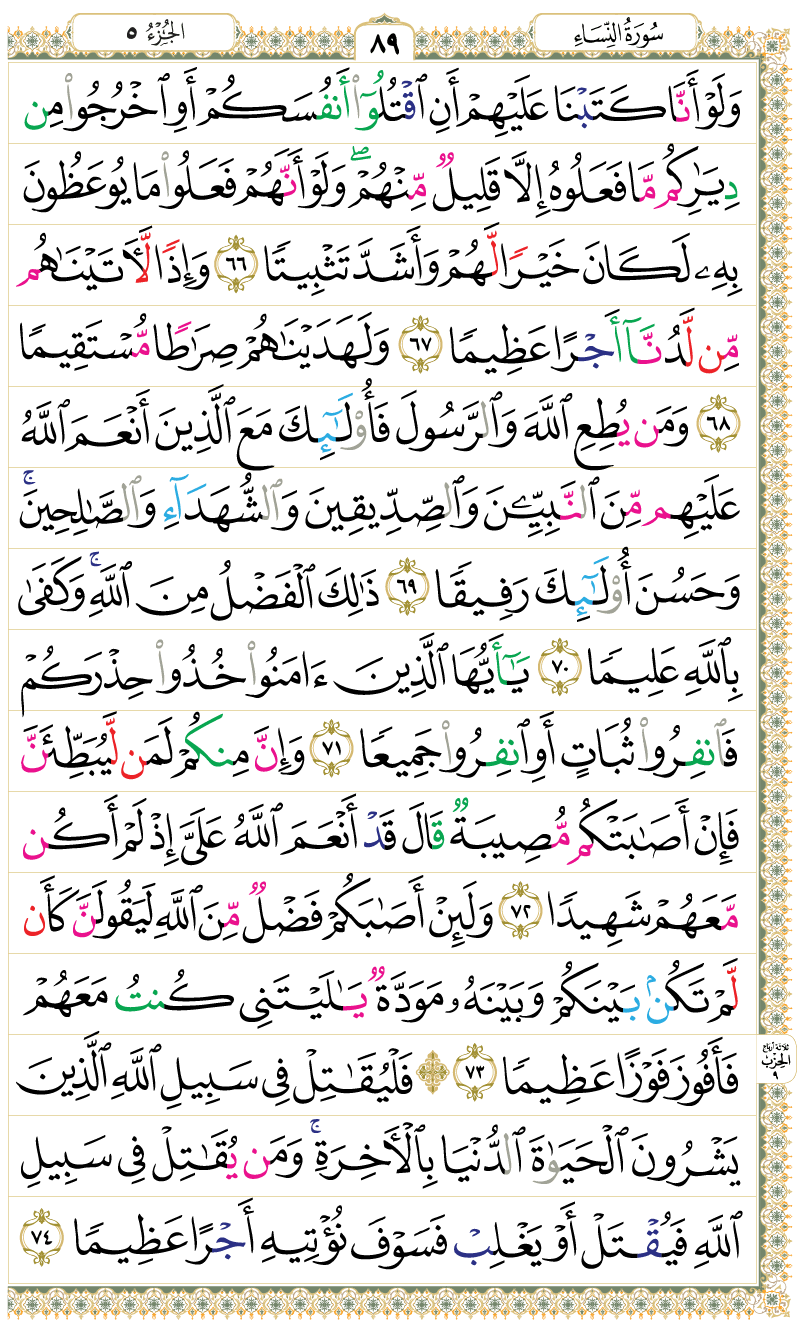 سُورَةُ النِّسَاءِ ٨٩ الجُزْءُ ٥
وَلَوْ أَنَّا كَتَبْنَا عَلَيْهِمْ أَنِ ٱقْتُلُوٓا۟ أَنفُسَكُمْ أَوِ ٱخْرُجُوا۟ مِن
دِيَـٰرِكُم مَّا فَعَلُوهُ إِلَّا قَلِيلٌ مِّنْهُمْ ۖ وَلَوْ أَنَّهُمْ فَعَلُوا۟ مَا يُوعَظُونَ
بِهِۦ لَكَانَ خَيْرًا لَّهُمْ وَأَشَدَّ تَثْبِيتًا ٦٦ وَإِذًا لَّـَٔاتَيْنَـٰهُم
مِّن لَّدُنَّآ أَجْرًا عَظِيمًا ٦٧ وَلَهَدَيْنَـٰهُمْ صِرَٰطًا مُّسْتَقِيمًا
٦٨ وَمَن يُطِعِ ٱللَّهَ وَٱلرَّسُولَ فَأُو۟لَـٰٓئِكَ مَعَ ٱلَّذِينَ أَنْعَمَ ٱللَّهُ
عَلَيْهِم مِّنَ ٱلنَّبِيِّـۧنَ وَٱلصِّدِّيقِينَ وَٱلشُّهَدَآءِ وَٱلصَّـٰلِحِينَ ۚ
وَحَسُنَ أُو۟لَـٰٓئِكَ رَفِيقًا ٦٩ ذَٰلِكَ ٱلْفَضْلُ مِنَ ٱللَّهِ ۚ وَكَفَىٰ
بِٱللَّهِ عَلِيمًا ٧٠ يَـٰٓأَيُّهَا ٱلَّذِينَ ءَامَنُوا۟ خُذُوا۟ حِذْرَكُمْ
فَٱنفِرُوا۟ ثُبَاتٍ أَوِ ٱنفِرُوا۟ جَمِيعًا ٧١ وَإِنَّ مِنكُمْ لَمَن لَّيُبَطِّئَنَّ
فَإِنْ أَصَـٰبَتْكُم مُّصِيبَةٌ قَالَ قَدْ أَنْعَمَ ٱللَّهُ عَلَىَّ إِذْ لَمْ أَكُن
مَّعَهُمْ شَهِيدًا ٧٢ وَلَئِنْ أَصَـٰبَكُمْ فَضْلٌ مِّنَ ٱللَّهِ لَيَقُولَنَّ كَأَن
لَّمْ تَكُنۢ بَيْنَكُمْ وَبَيْنَهُۥ مَوَدَّةٌ يَـٰلَيْتَنِى كُنتُ مَعَهُمْ
فَأَفُوزَ فَوْزًا عَظِيمًا ٧٣ ۞ فَلْيُقَـٰتِلْ فِى سَبِيلِ ٱللَّهِ ٱلَّذِينَ
ثلاثة أرباع
الحزب
٩
يَشْرُونَ ٱلْحَيَوٰةَ ٱلدُّنْيَا بِٱلْـَٔاخِرَةِ ۚ وَمَن يُقَـٰتِلْ فِى سَبِيلِ
ٱللَّهِ فَيُقْتَلْ أَوْ يَغْلِبْ فَسَوْفَ نُؤْتِيهِ أَجْرًا عَظِيمًا ٧٤